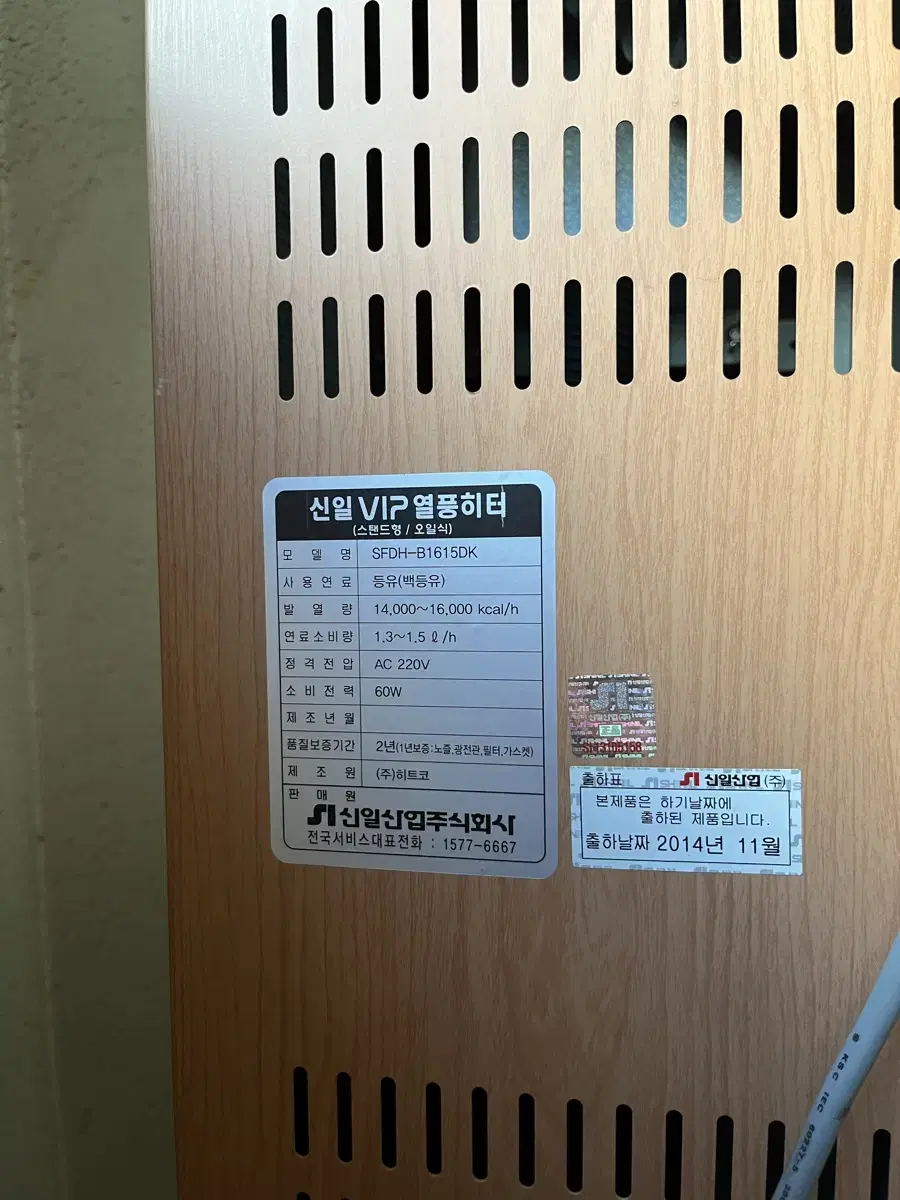 신일 VIP 열풍히터
(스탠드형 / 오일식)
모 델 명 SFDH-B1615DK
사 용 연 료 등유(백등유)
발 열 량 14,000~16,000 kcal/h
연료소비량 1.3~1.5 ℓ/h
정 격 전 압 AC 220V
소 비 전 력 60W
제 조 년 월
품질보증기간 2년(1년보증:노즐,광전관,필터,가스켓)
제 조 원 (주)히트코
판 매 원
SI 신일산업주식회사
전국서비스대표전화 : 1577-6667
SI
신일산업(주)
출하표 SI 신일산업(주)
본제품은 하기날짜에
출하된 제품입니다.
출하날짜 2014년 11월
KSC IEC 60227-5